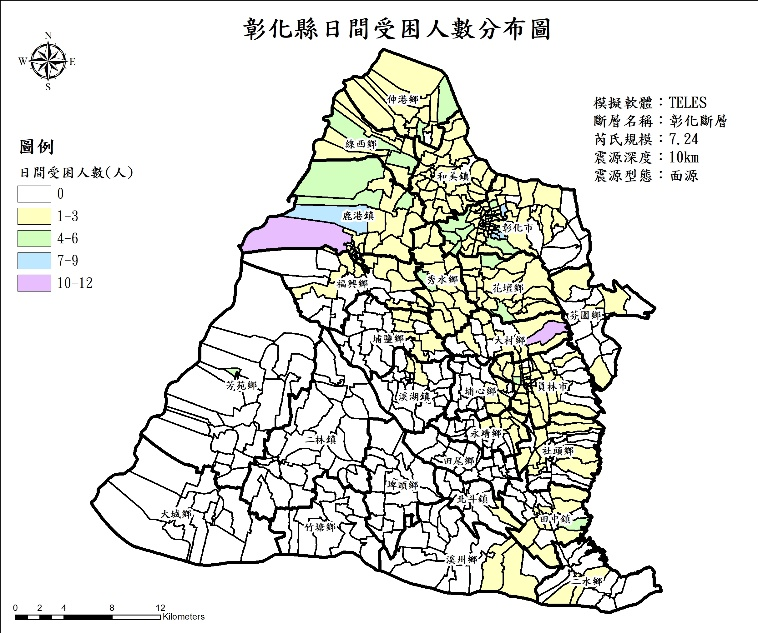 彰化縣日間受困人數分布圖
N
W
E
S
模擬軟體：TELES
斷層名稱：彰化斷層
芮氏規模：7.24
震源深度：10km
震源型態：面源
圖例
日間受困人數(人)
0
1-3
4-6
7-9
10-12
伸港鄉
線西鄉
和美鎮
鹿港鎮
彰化市
福興鄉
秀水鄉
花壇鄉
芬園鄉
埔鹽鄉
大村鄉
芳苑鄉
溪湖鎮
埔心鄉
員林市
二林鎮
永靖鄉
社頭鄉
田尾鄉
埤頭鄉
北斗鎮
大城鄉
竹塘鄉
田中鎮
溪州鄉
二水鄉
0 2 4 8 12
Kilometers